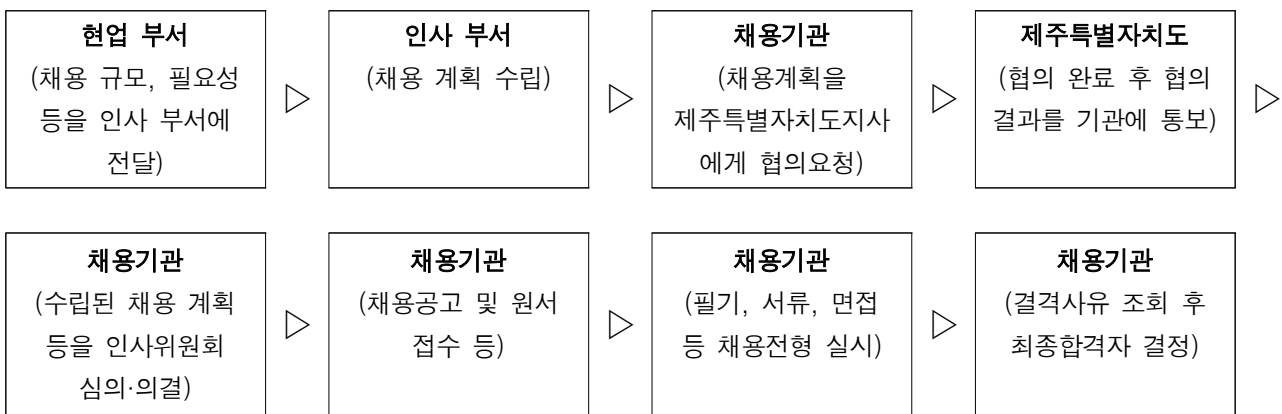 현업 부서
(채용 규모, 필요성
등을 인사 부서에
전달)
▷
인사 부서
(채용 계획 수립)
▷
채용기관
(채용계획을
제주특별자치도지사
에게 협의요청)
▷
제주특별자치도
(협의 완료 후 협의
결과를 기관에 통보)
▷
채용기관
(수립된 채용 계획
등을 인사위원회
심의·의결)
▷
채용기관
(채용공고 및 원서
접수 등)
▷
채용기관
(필기, 서류, 면접
등 채용전형 실시)
▷
채용기관
(결격사유 조회 후
최종합격자 결정)